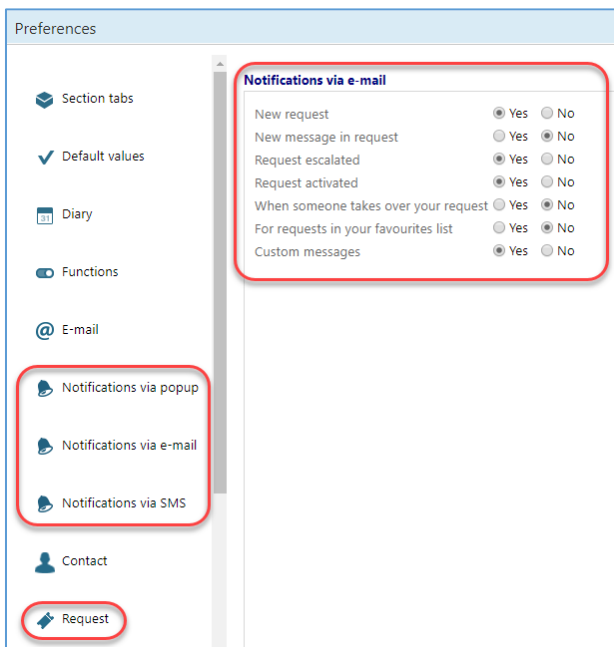 Preferences
Section tabs
Default values
31
Diary
Functions
@ E-mail
Notifications via popup
Notifications via e-mail
Notifications via SMS
Contact
Request
Notifications via e-mail
New request Yes No
New message in request Yes No
Request escalated Yes No
Request activated Yes No
When someone takes over your request Yes No
For requests in your favourites list Yes No
Custom messages Yes No